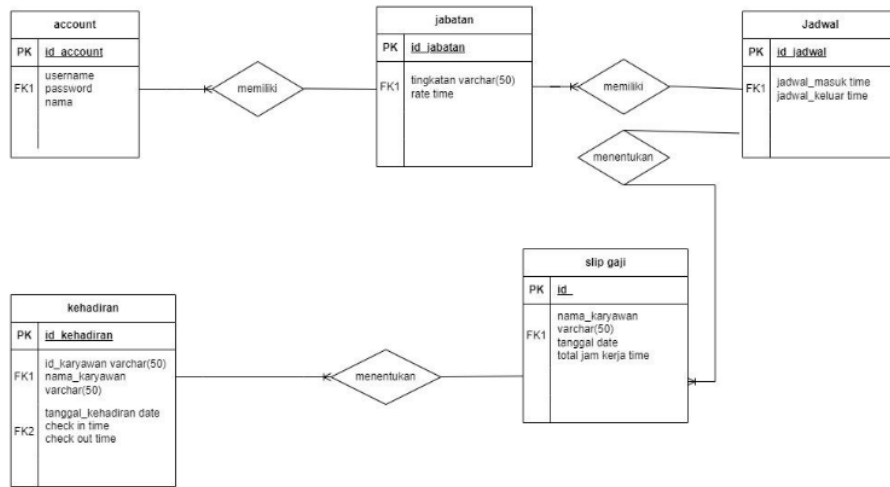 account
PK id_account
FK1 username
password
nama
memiliki
jabatan
PK id_jabatan
FK1 tingkatan varchar(50)
rate time
memiliki
Jadwal
PK id_jadwal
FK1 jadwal_masuk time
jadwal_keluar time
menentukan
slip gaji
PK id_
FK1 nama_karyawan
varchar(50)
tanggal date
total jam kerja time
kehadiran
PK id_kehadiran
FK1 id_karyawan varchar(50)
nama_karyawan
varchar(50)
FK2 tanggal_kehadiran date
check in time
check out time
menentukan